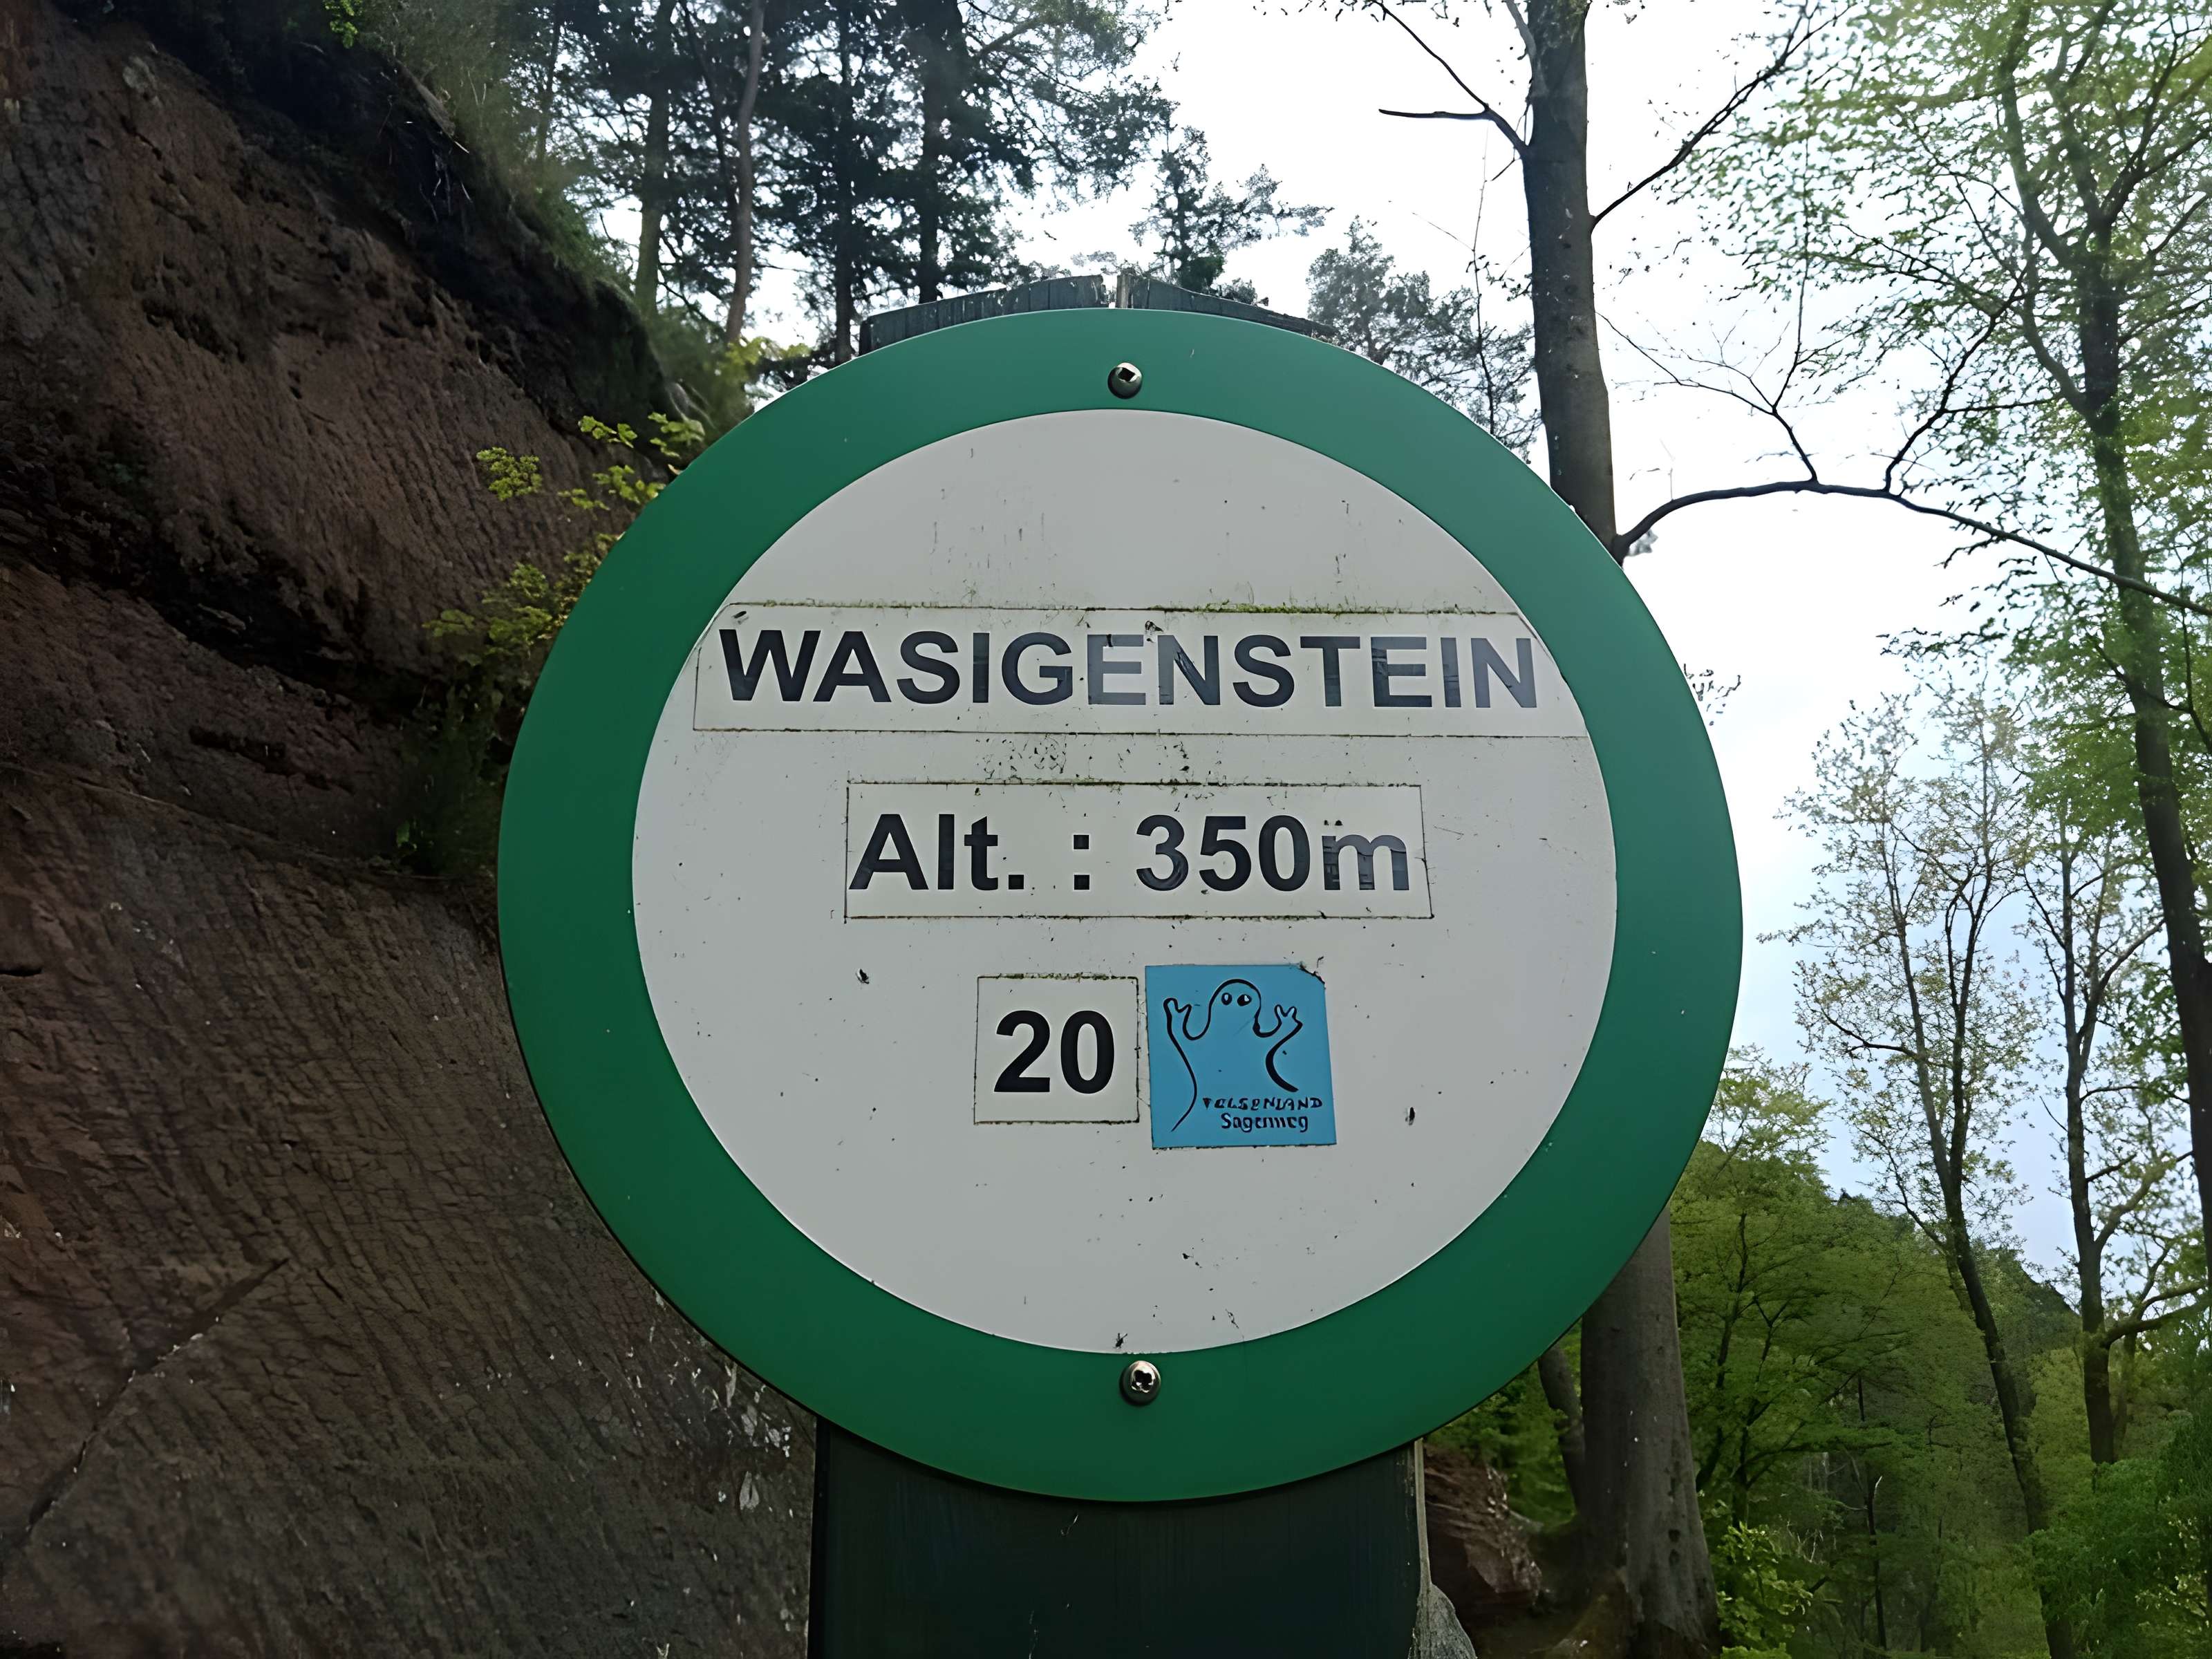 WASIGENSTEIN
Alt. : 350m
20
FELSENLAND
Sagenweg